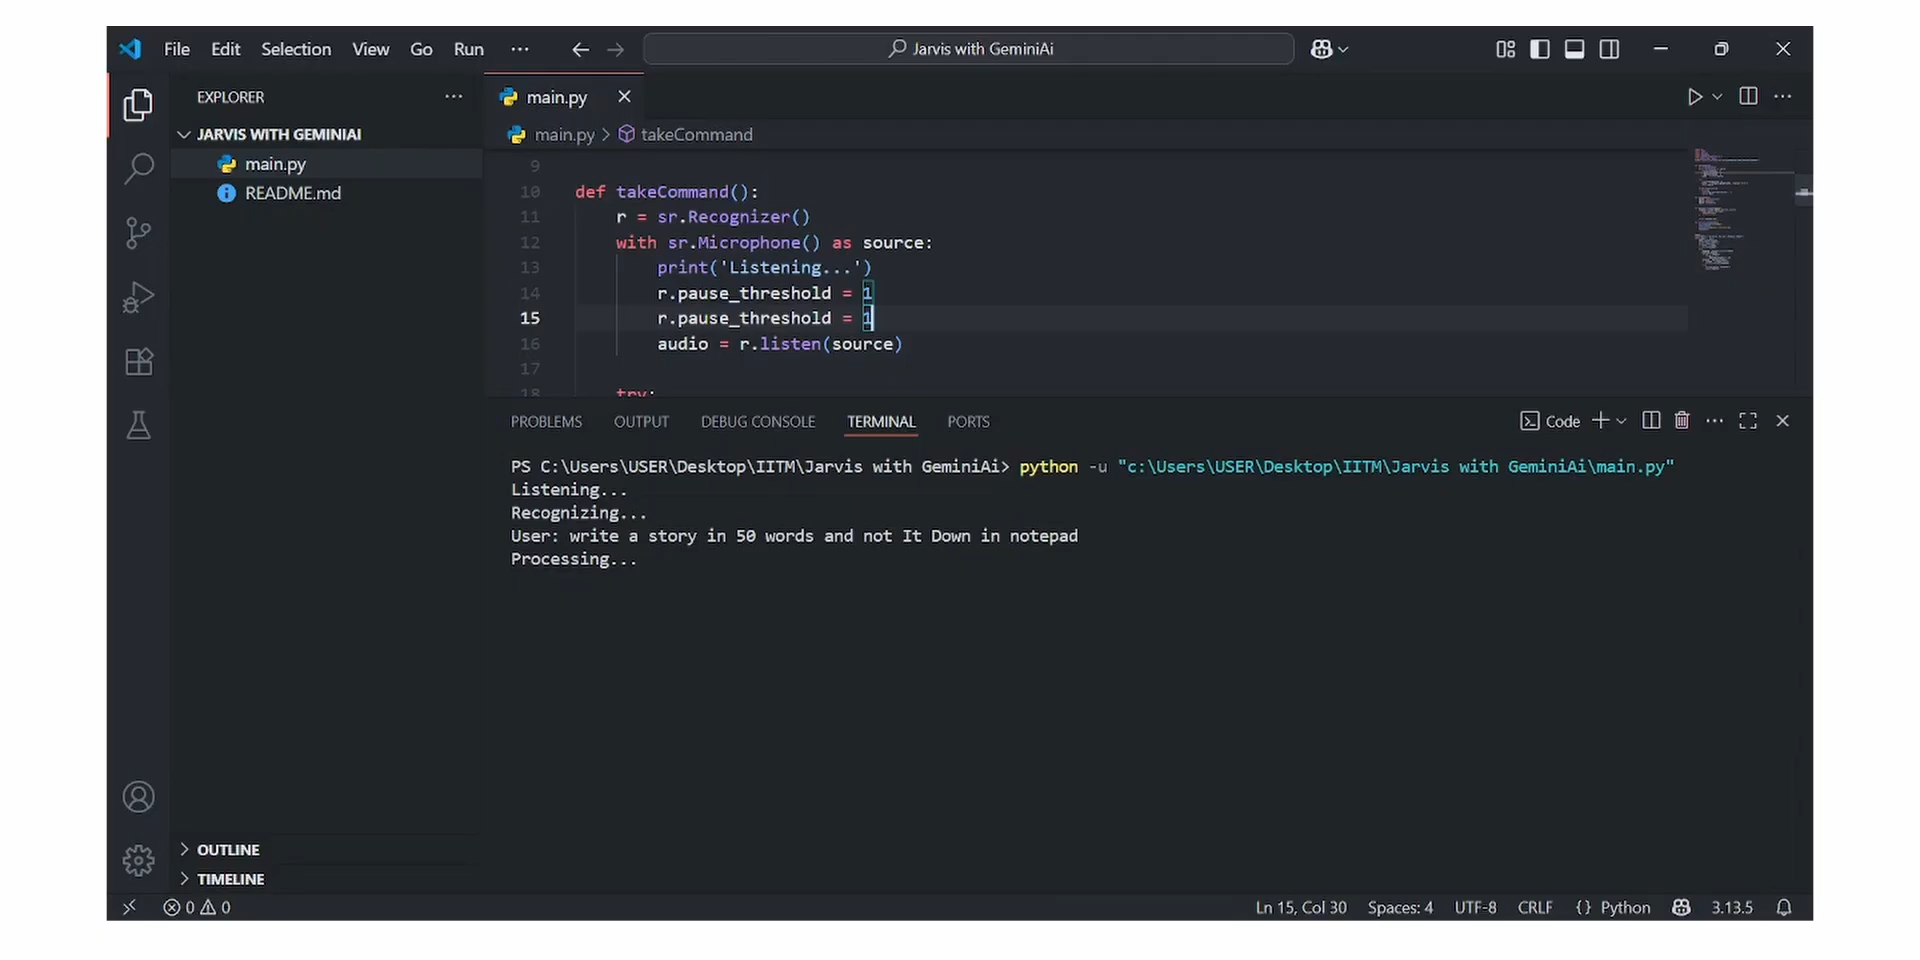 File Edit Selection View Go Run ··· Jarvis with GeminiAi
EXPLORER ···
JARVIS WITH GEMINIAI
main.py
README.md
OUTLINE
TIMELINE
main.py
main.py > takeCommand
9
10 def takeCommand():
11 r = sr.Recognizer()
12 with sr.Microphone() as source:
13 print('Listening...')
14 r.pause_threshold = 1
15 r.pause_threshold = 1
16 audio = r.listen(source)
17
18 try:
PROBLEMS OUTPUT DEBUG CONSOLE TERMINAL PORTS Code
PS C:\Users\USER\Desktop\IITM\Jarvis with GeminiAi> python -u "c:\Users\USER\Desktop\IITM\Jarvis with GeminiAi\main.py"
Listening...
Recognizing...
User: write a story in 50 words and not It Down in notepad
Processing...
0 0 Ln 15, Col 30 Spaces: 4 UTF-8 CRLF {} Python 3.13.5